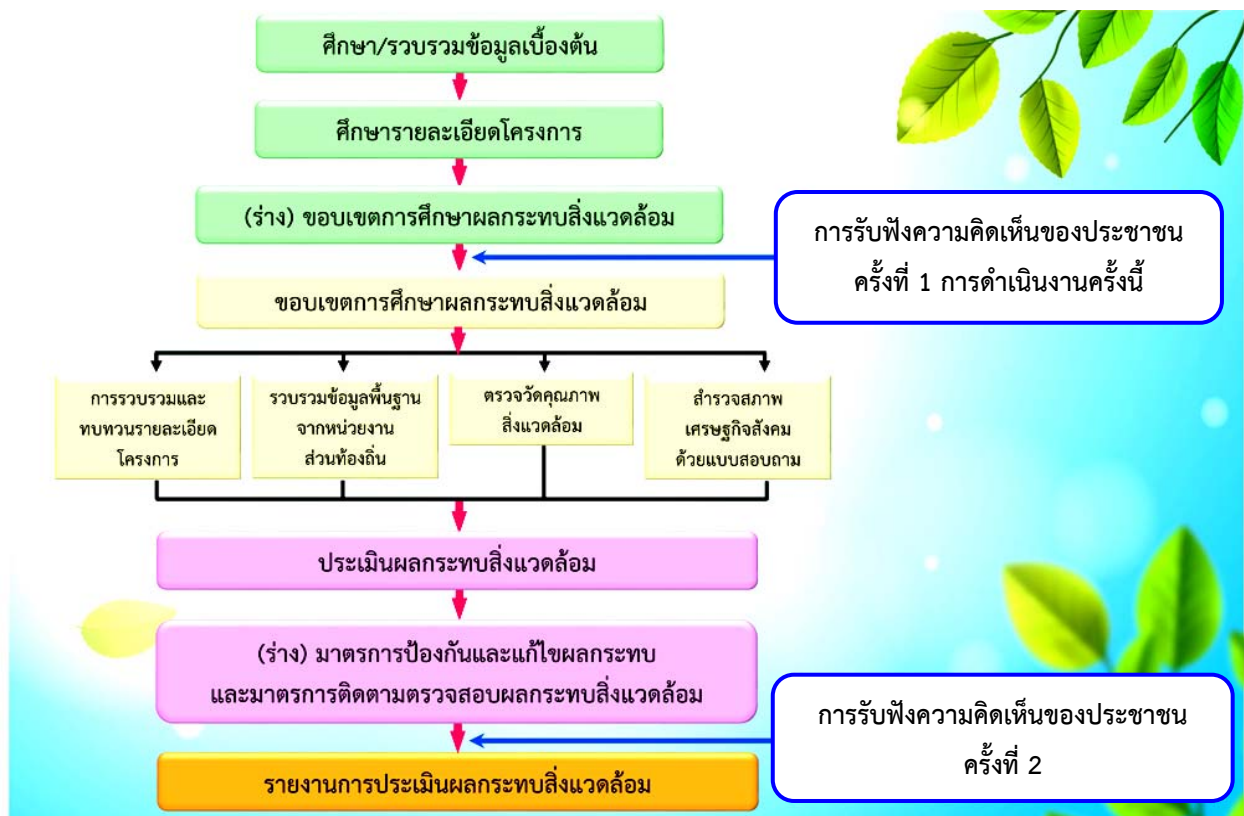 ศึกษา/รวบรวมข้อมูลเบื้องต้น
ศึกษารายละเอียดโครงการ
(ร่าง) ขอบเขตการศึกษาผลกระทบสิ่งแวดล้อม
การรับฟังความคิดเห็นของประชาชน
ครั้งที่ 1 การดำเนินงานครั้งนี้
ขอบเขตการศึกษาผลกระทบสิ่งแวดล้อม
การรวบรวมและ
ทบทวนรายละเอียด
โครงการ
รวบรวมข้อมูลพื้นฐาน
จากหน่วยงาน
ส่วนท้องถิ่น
ตรวจวัดคุณภาพ
สิ่งแวดล้อม
สำรวจสภาพ
เศรษฐกิจสังคม
ด้วยแบบสอบถาม
ประเมินผลกระทบสิ่งแวดล้อม
(ร่าง) มาตรการป้องกันและแก้ไขผลกระทบ
และมาตรการติดตามตรวจสอบผลกระทบสิ่งแวดล้อม
การรับฟังความคิดเห็นของประชาชน
ครั้งที่ 2
รายงานการประเมินผลกระทบสิ่งแวดล้อม